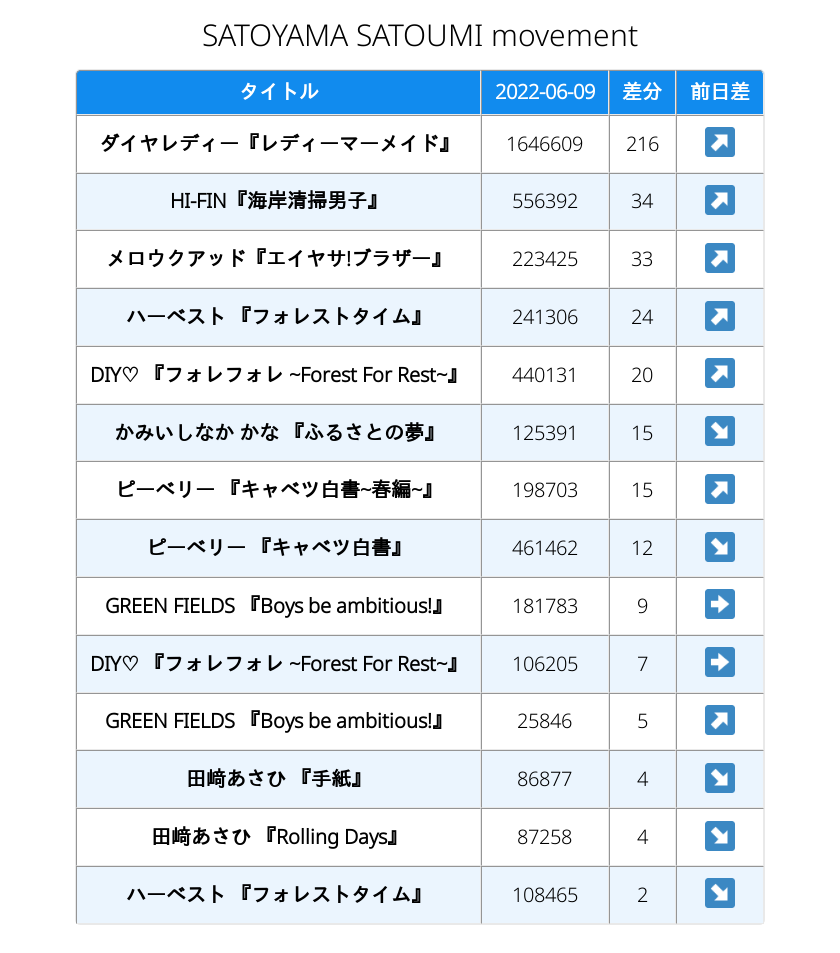 SATOYAMA SATOUMI movement
タイトル 2022-06-09 差分 前日差
ダイヤレディー『レディーマーメイド』 1646609 216 ↗
HI-FIN『海岸清掃男子』 556392 34 ↗
メロウクアッド『エイヤサ!ブラザー』 223425 33 ↗
ハーベスト 『フォレストタイム』 241306 24 ↗
DIY♡ 『フォレフォレ ~Forest For Rest~』 440131 20 ↗
かみいしなか かな 『ふるさとの夢』 125391 15 ↘
ピーベリー 『キャベツ白書~春編~』 198703 15 ↗
ピーベリー 『キャベツ白書』 461462 12 ↘
GREEN FIELDS 『Boys be ambitious!』 181783 9 ➡
DIY♡ 『フォレフォレ ~Forest For Rest~』 106205 7 ➡
GREEN FIELDS 『Boys be ambitious!』 25846 5 ↗
田﨑あさひ 『手紙』 86877 4 ↘
田﨑あさひ 『Rolling Days』 87258 4 ↘
ハーベスト 『フォレストタイム』 108465 2 ↘